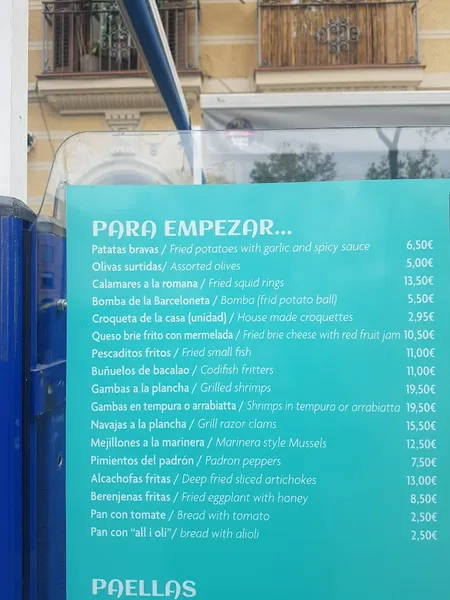 PARA EMPEZAR...
Patatas bravas / Fried potatoes with garlic and spicy sauce 6,50€
Olivas surtidas/ Assorted olives 5,00€
Calamares a la romana / Fried squid rings 13,50€
Bomba de la Barceloneta / Bomba (frid potato ball) 5,50€
Croqueta de la casa (unidad) / House made croquettes 2,95€
Queso brie frito con mermelada / Fried brie cheese with red fruit jam 10,50€
Pescaditos fritos / Fried small fish 11,00€
Buñuelos de bacalao / Codifish fritters 11,00€
Gambas a la plancha / Grilled shrimps 19,50€
Gambas en tempura o arrabiatta / Shrimps in tempura or arrabiatta 19,50€
Navajas a la plancha / Grill razor clams 15,50€
Mejillones a la marinera / Marinera style Mussels 12,50€
Pimientos del padrón / Padron peppers 7,50€
Alcachofas fritas / Deep fried sliced artichokes 13,00€
Berenjenas fritas / Fried eggplant with honey 8,50€
Pan con tomate / Bread with tomato 2,50€
Pan con "all i oli"/ bread with alioli 2,50€
PAELLAS